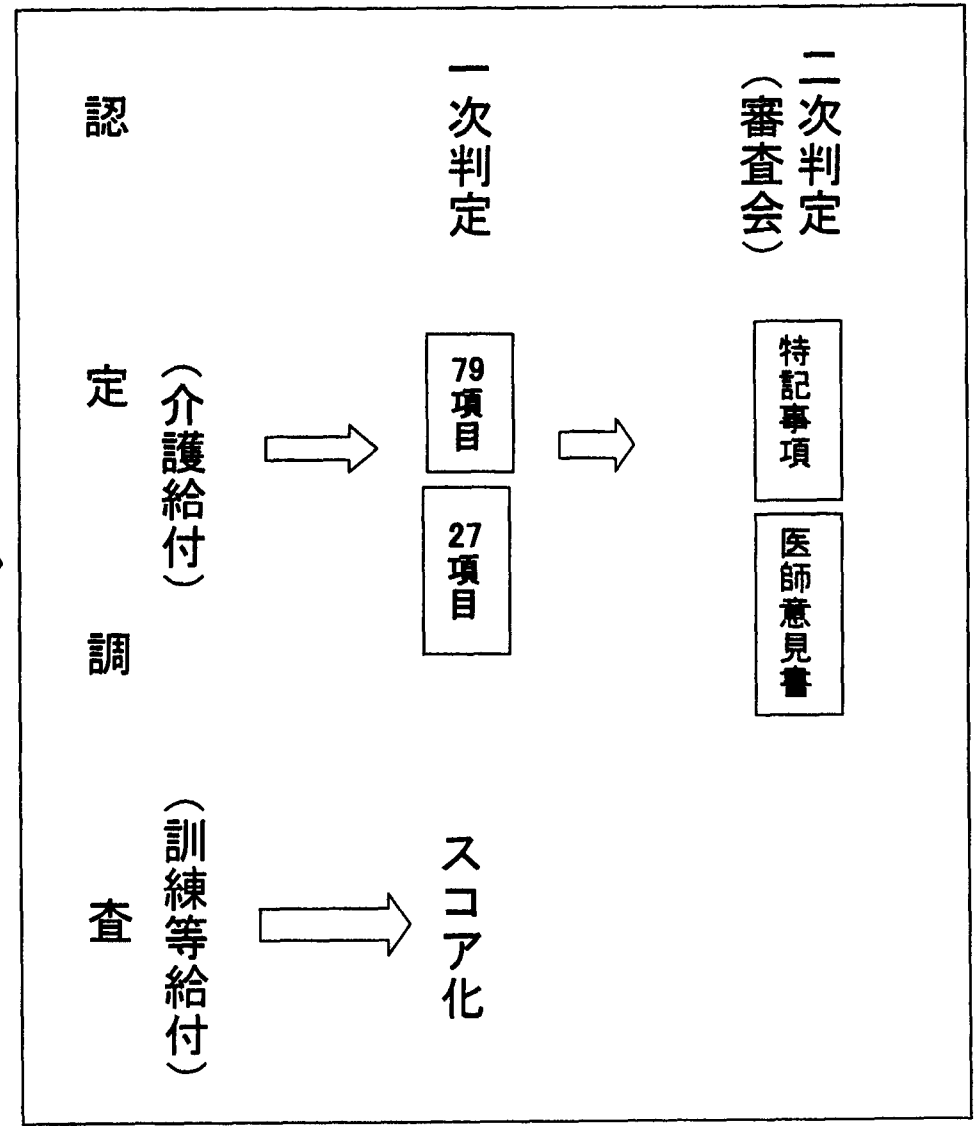 認定調査
一次判定
二次判定
（審査会）
（介護給付）
79項目
27項目
特記事項
医師意見書
（訓練等給付）
スコア化